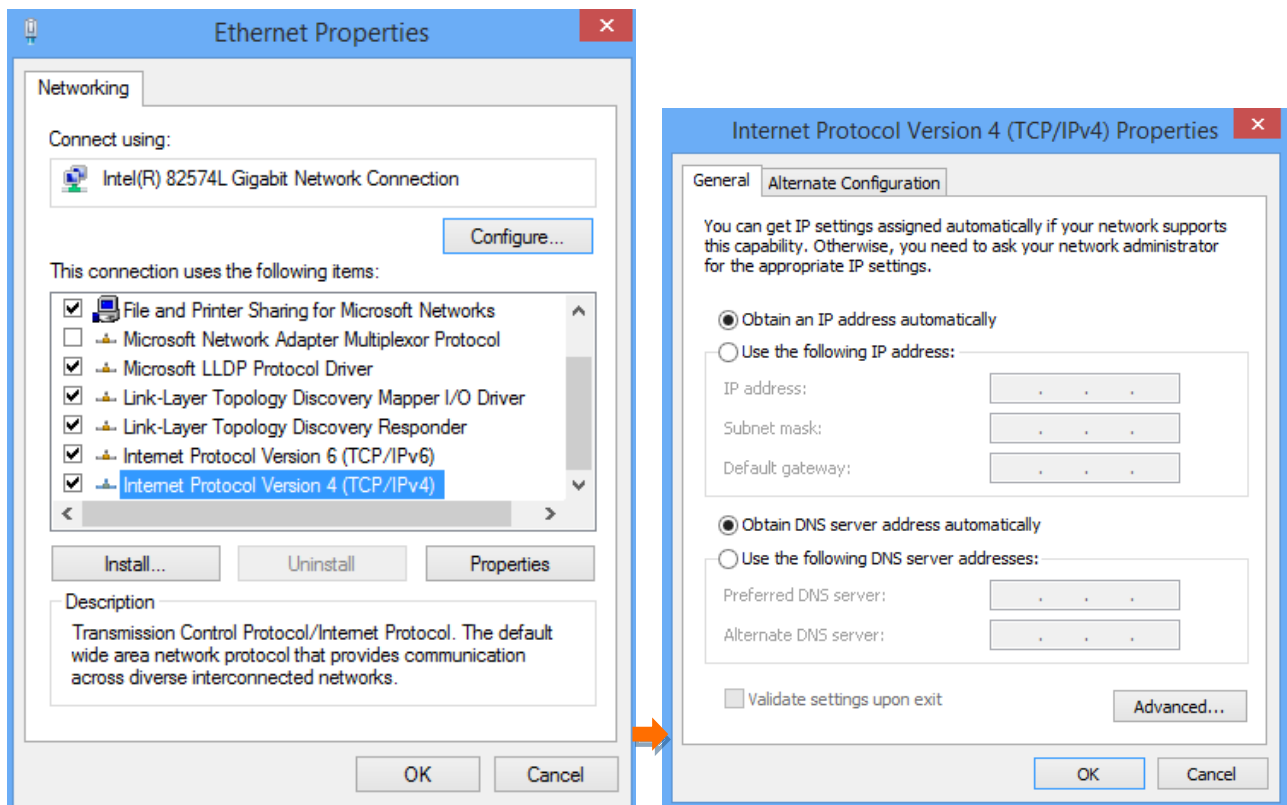 Ethernet Properties
Networking
Connect using:
Intel(R) 82574L Gigabit Network Connection
Configure...
This connection uses the following items:
File and Printer Sharing for Microsoft Networks
Microsoft Network Adapter Multiplexor Protocol
Microsoft LLDP Protocol Driver
Link-Layer Topology Discovery Mapper I/O Driver
Link-Layer Topology Discovery Responder
Internet Protocol Version 6 (TCP/IPv6)
Internet Protocol Version 4 (TCP/IPv4)
Install...
Uninstall
Properties
Description
Transmission Control Protocol/Internet Protocol. The default
wide area network protocol that provides communication
across diverse interconnected networks.
OK
Cancel
Internet Protocol Version 4 (TCP/IPv4) Properties
General
Alternate Configuration
You can get IP settings assigned automatically if your network supports
this capability. Otherwise, you need to ask your network administrator
for the appropriate IP settings.
Obtain an IP address automatically
Use the following IP address:
IP address:
Subnet mask:
Default gateway:
Obtain DNS server address automatically
Use the following DNS server addresses:
Preferred DNS server:
Alternate DNS server:
Validate settings upon exit
Advanced...
OK
Cancel